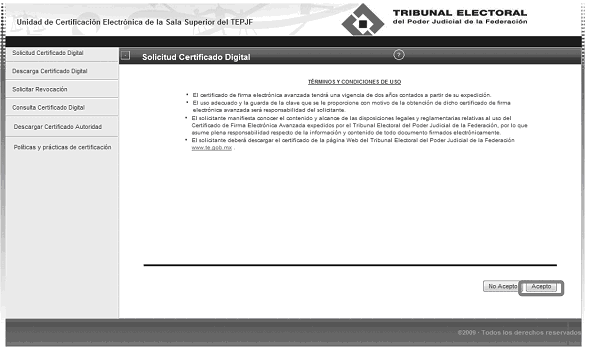 Unidad de Certificación Electrónica de la Sala Superior del TEPJF
TRIBUNAL ELECTORAL
del Poder Judicial de la Federación
Solicitud Certificado Digital
Descarga Certificado Digital
Solicitar Revocación
Consulta Certificado Digital
Descargar Certificado Autoridad
Políticas y prácticas de certificación
Solicitud Certificado Digital
?
TÉRMINOS Y CONDICIONES DE USO
• El certificado de firma electrónica avanzada tendrá una vigencia de dos años contados a partir de su expedición.
• El uso adecuado y la guarda de la clave que se le proporcione con motivo de la obtención de dicho certificado de firma
electrónica avanzada será responsabilidad del solicitante.
• El solicitante manifiesta conocer el contenido y alcance de las disposiciones legales y reglamentarias relativas al uso del
Certificado de Firma Electrónica Avanzada expedidos por el Tribunal Electoral del Poder Judicial de la Federación, por lo que
asume plena responsabilidad respecto de la información y contenido de todo documento firmados electrónicamente.
• El solicitante deberá descargar el certificado de la página Web del Tribunal Electoral del Poder Judicial de la Federación
www.te.gob.mx .
No Acepto
Acepto
©2009 - Todos los derechos reservados